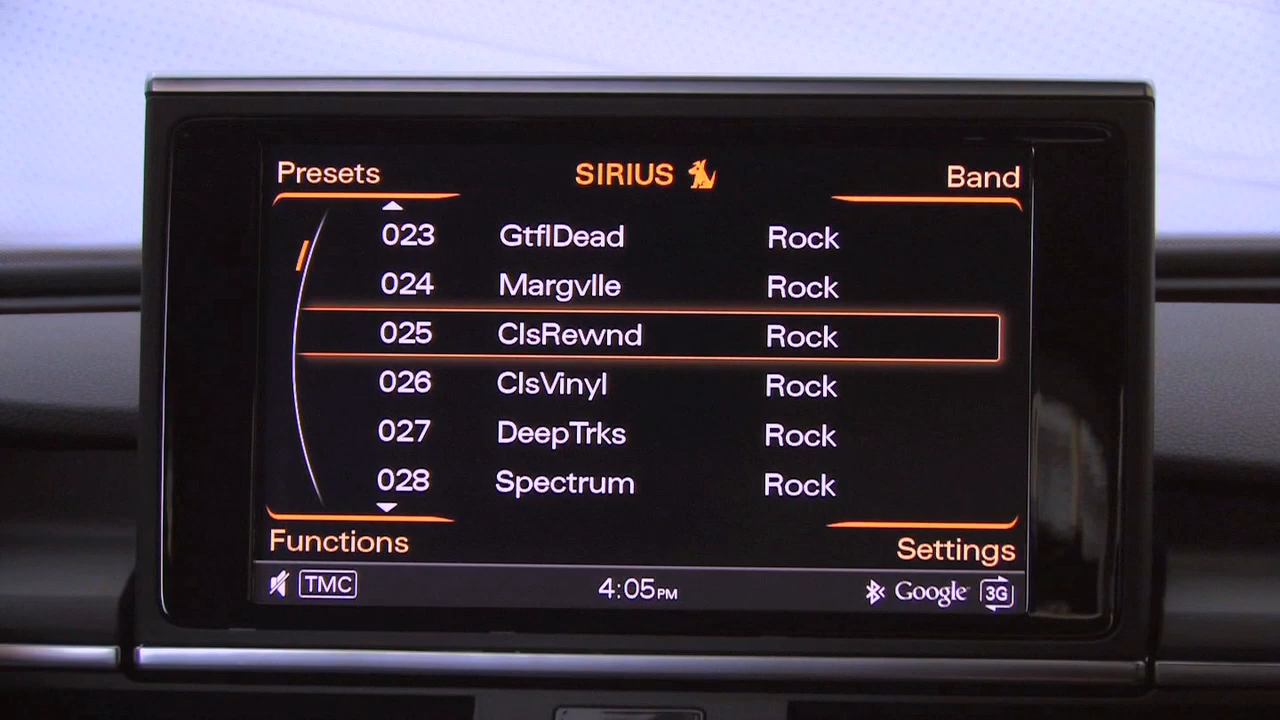 Presets SIRIUS Band
023 GtflDead Rock
024 Margvlle Rock
025 ClsRewnd Rock
026 ClsVinyl Rock
027 DeepTrks Rock
028 Spectrum Rock
Functions Settings
TMC 4:05PM Google 3G